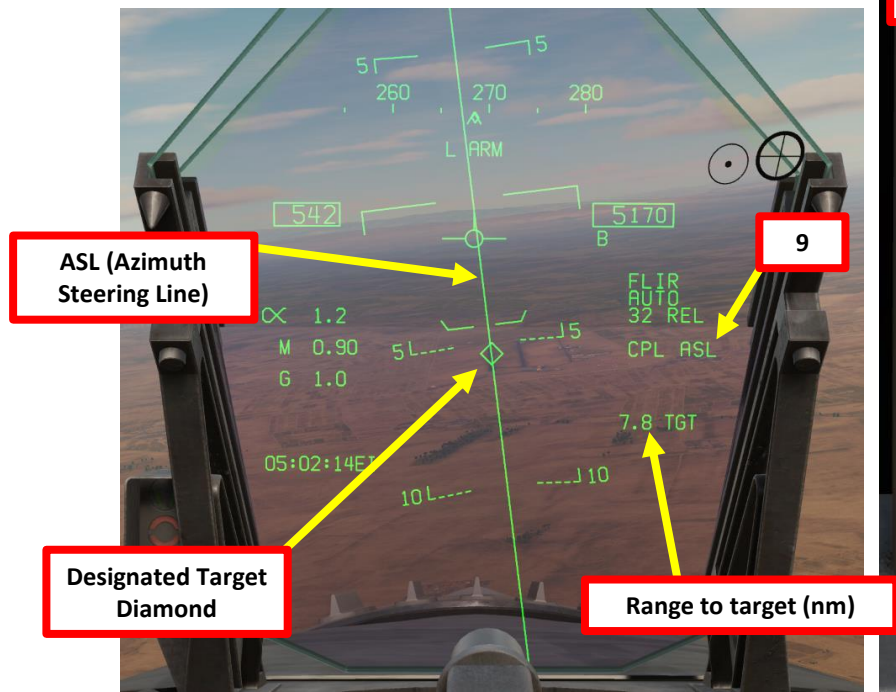 5 5
260 270 280
L ARM
542 5170
B
9
ASL (Azimuth
Steering Line)
FLIR
AUTO
32 REL
CPL ASL
α 1.2
M 0.90
G 1.0
5 5
7.8 TGT
05:02:14
10 10
Designated Target
Diamond
Range to target (nm)